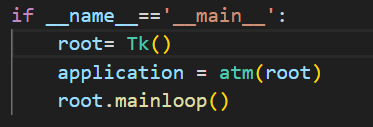 if __name__=='__main__':
    root= Tk()
    application = atm(root)
    root.mainloop()